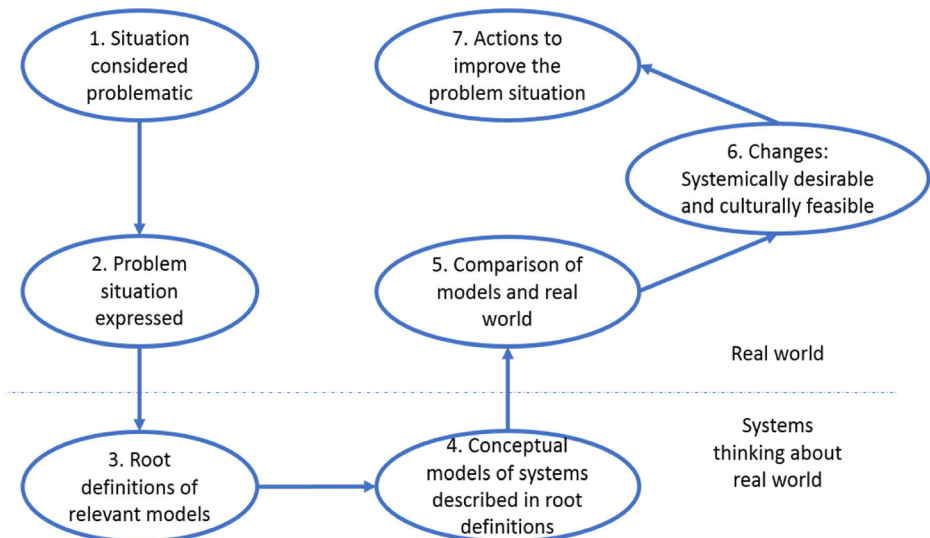 1. Situation
considered
problematic
7. Actions to
improve the
problem situation
6. Changes:
Systemically desirable
and culturally feasible
2. Problem
situation
expressed
5. Comparison of
models and real
world
Real world
3. Root
definitions of
relevant models
4. Conceptual
models of systems
described in root
definitions
Systems
thinking about
real world